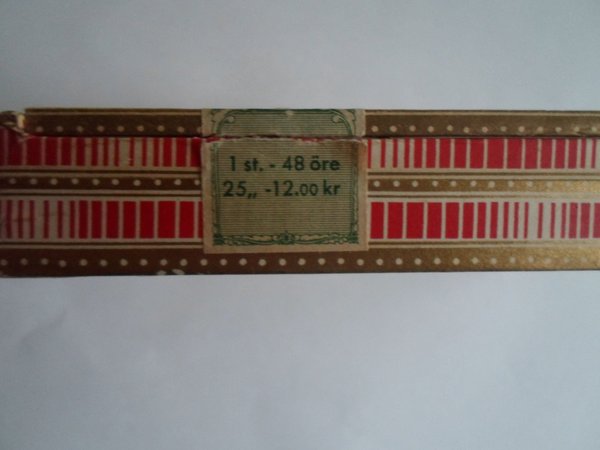 1 st. - 48 öre
25 „ -12.00 kr